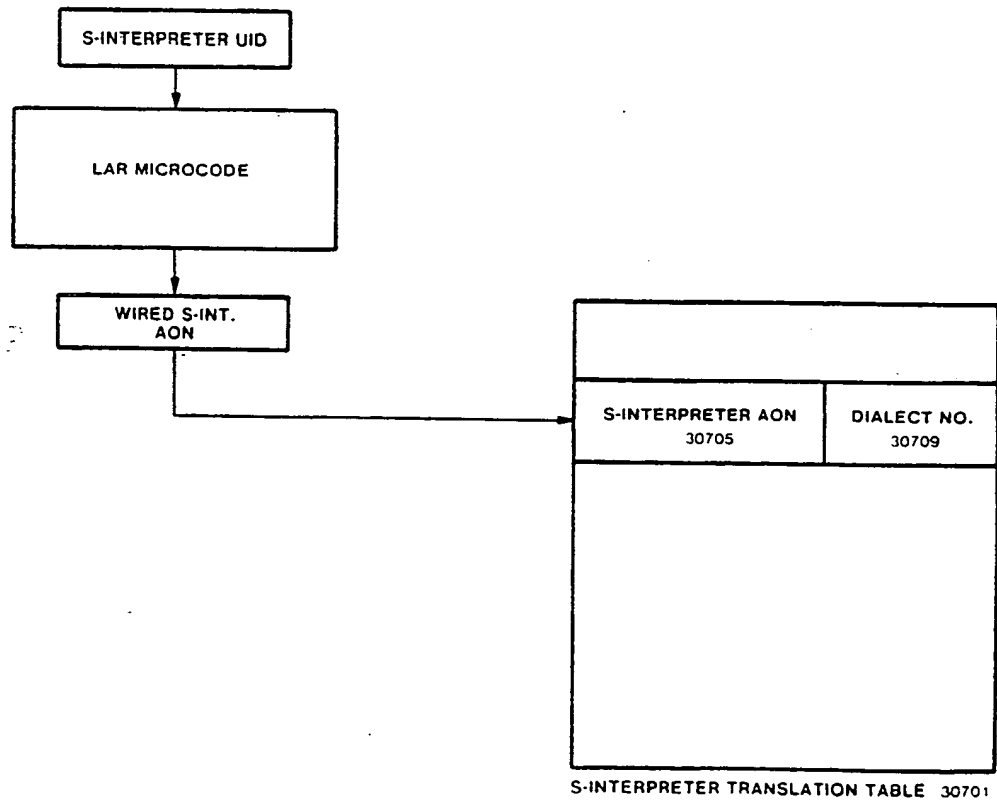 S-INTERPRETER UID
LAR MICROCODE
WIRED S-INT.
AON
S-INTERPRETER AON
30705
DIALECT NO.
30709
S-INTERPRETER TRANSLATION TABLE 30701